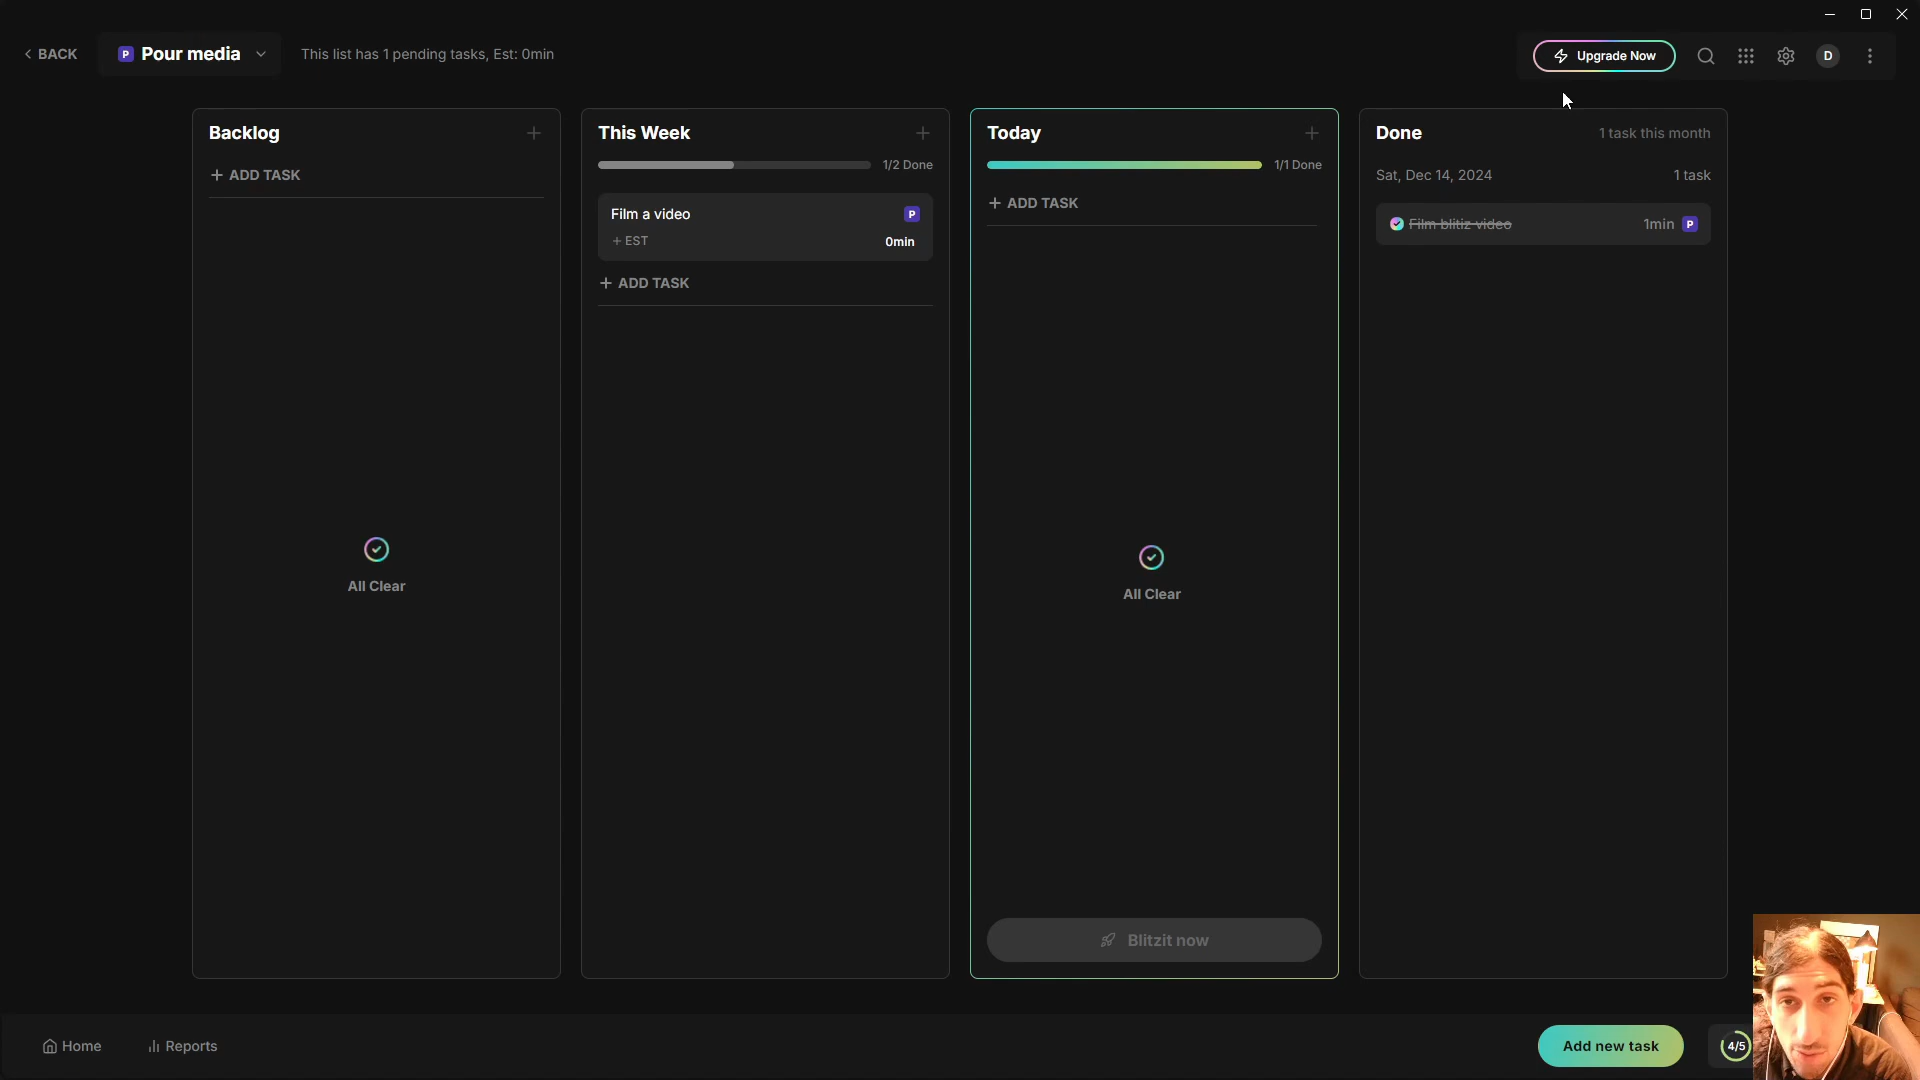 BACK
P Pour media
This list has 1 pending tasks, Est: 0min
Upgrade Now
D
Backlog
+ ADD TASK
All Clear
This Week
1/2 Done
Film a video P
+ EST 0min
+ ADD TASK
Today
1/1 Done
+ ADD TASK
All Clear
Blitzit now
Done 1 task this month
Sat, Dec 14, 2024 1 task
Film blitiz video 1min P
Home Reports
Add new task
4/5